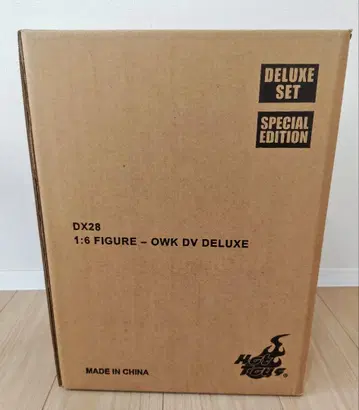 DELUXE
SET
SPECIAL
EDITION
DX28
1:6 FIGURE – OWK DV DELUXE
HOT
TOYS
MADE IN CHINA